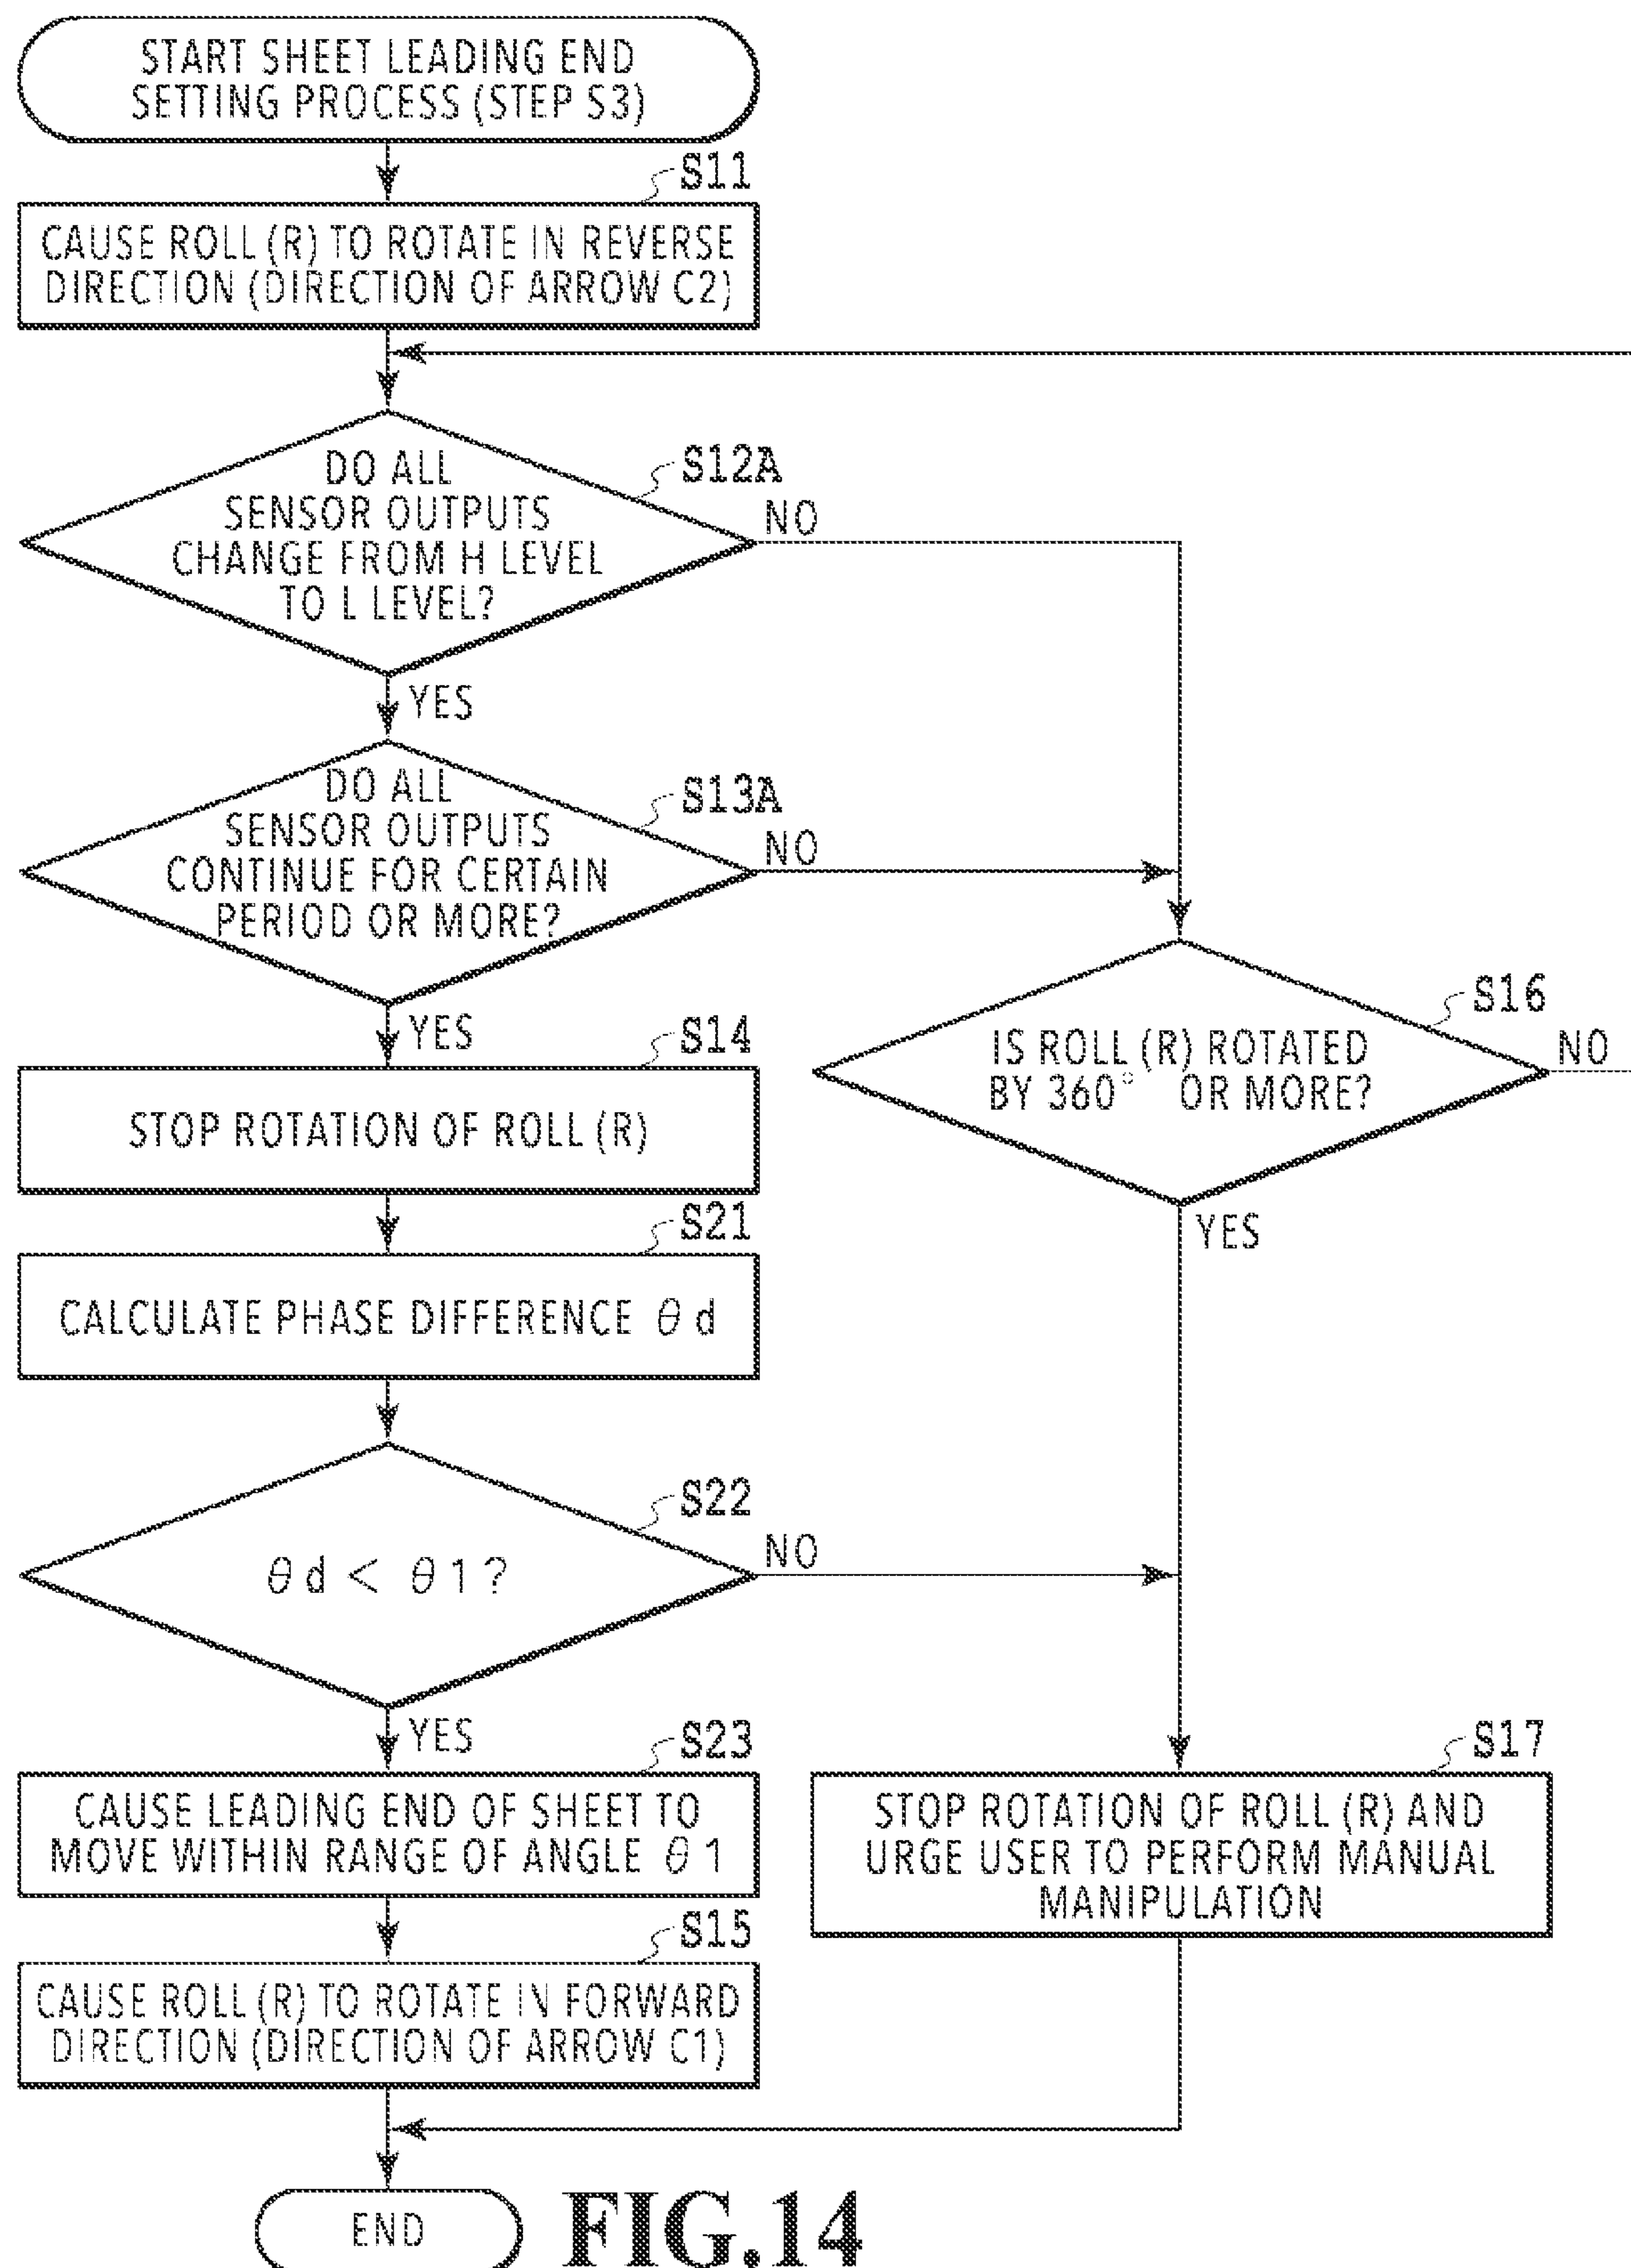 START SHEET LEADING END
SETTING PROCESS (STEP S3)
S11
CAUSE ROLL (R) TO ROTATE IN REVERSE
DIRECTION (DIRECTION OF ARROW C2)
S12A
DO ALL
SENSOR OUTPUTS
CHANGE FROM H LEVEL
TO L LEVEL?
NO
YES
S13A
DO ALL
SENSOR OUTPUTS
CONTINUE FOR CERTAIN
PERIOD OR MORE?
NO
YES
S16
IS ROLL (R) ROTATED
BY 360° OR MORE?
NO
YES
S14
STOP ROTATION OF ROLL (R)
S21
CALCULATE PHASE DIFFERENCE θ d
S22
θ d < θ 1 ?
NO
YES
S23
CAUSE LEADING END OF SHEET TO
MOVE WITHIN RANGE OF ANGLE θ 1
S17
STOP ROTATION OF ROLL (R) AND
URGE USER TO PERFORM MANUAL
MANIPULATION
S15
CAUSE ROLL (R) TO ROTATE IN FORWARD
DIRECTION (DIRECTION OF ARROW C1)
END
FIG.14